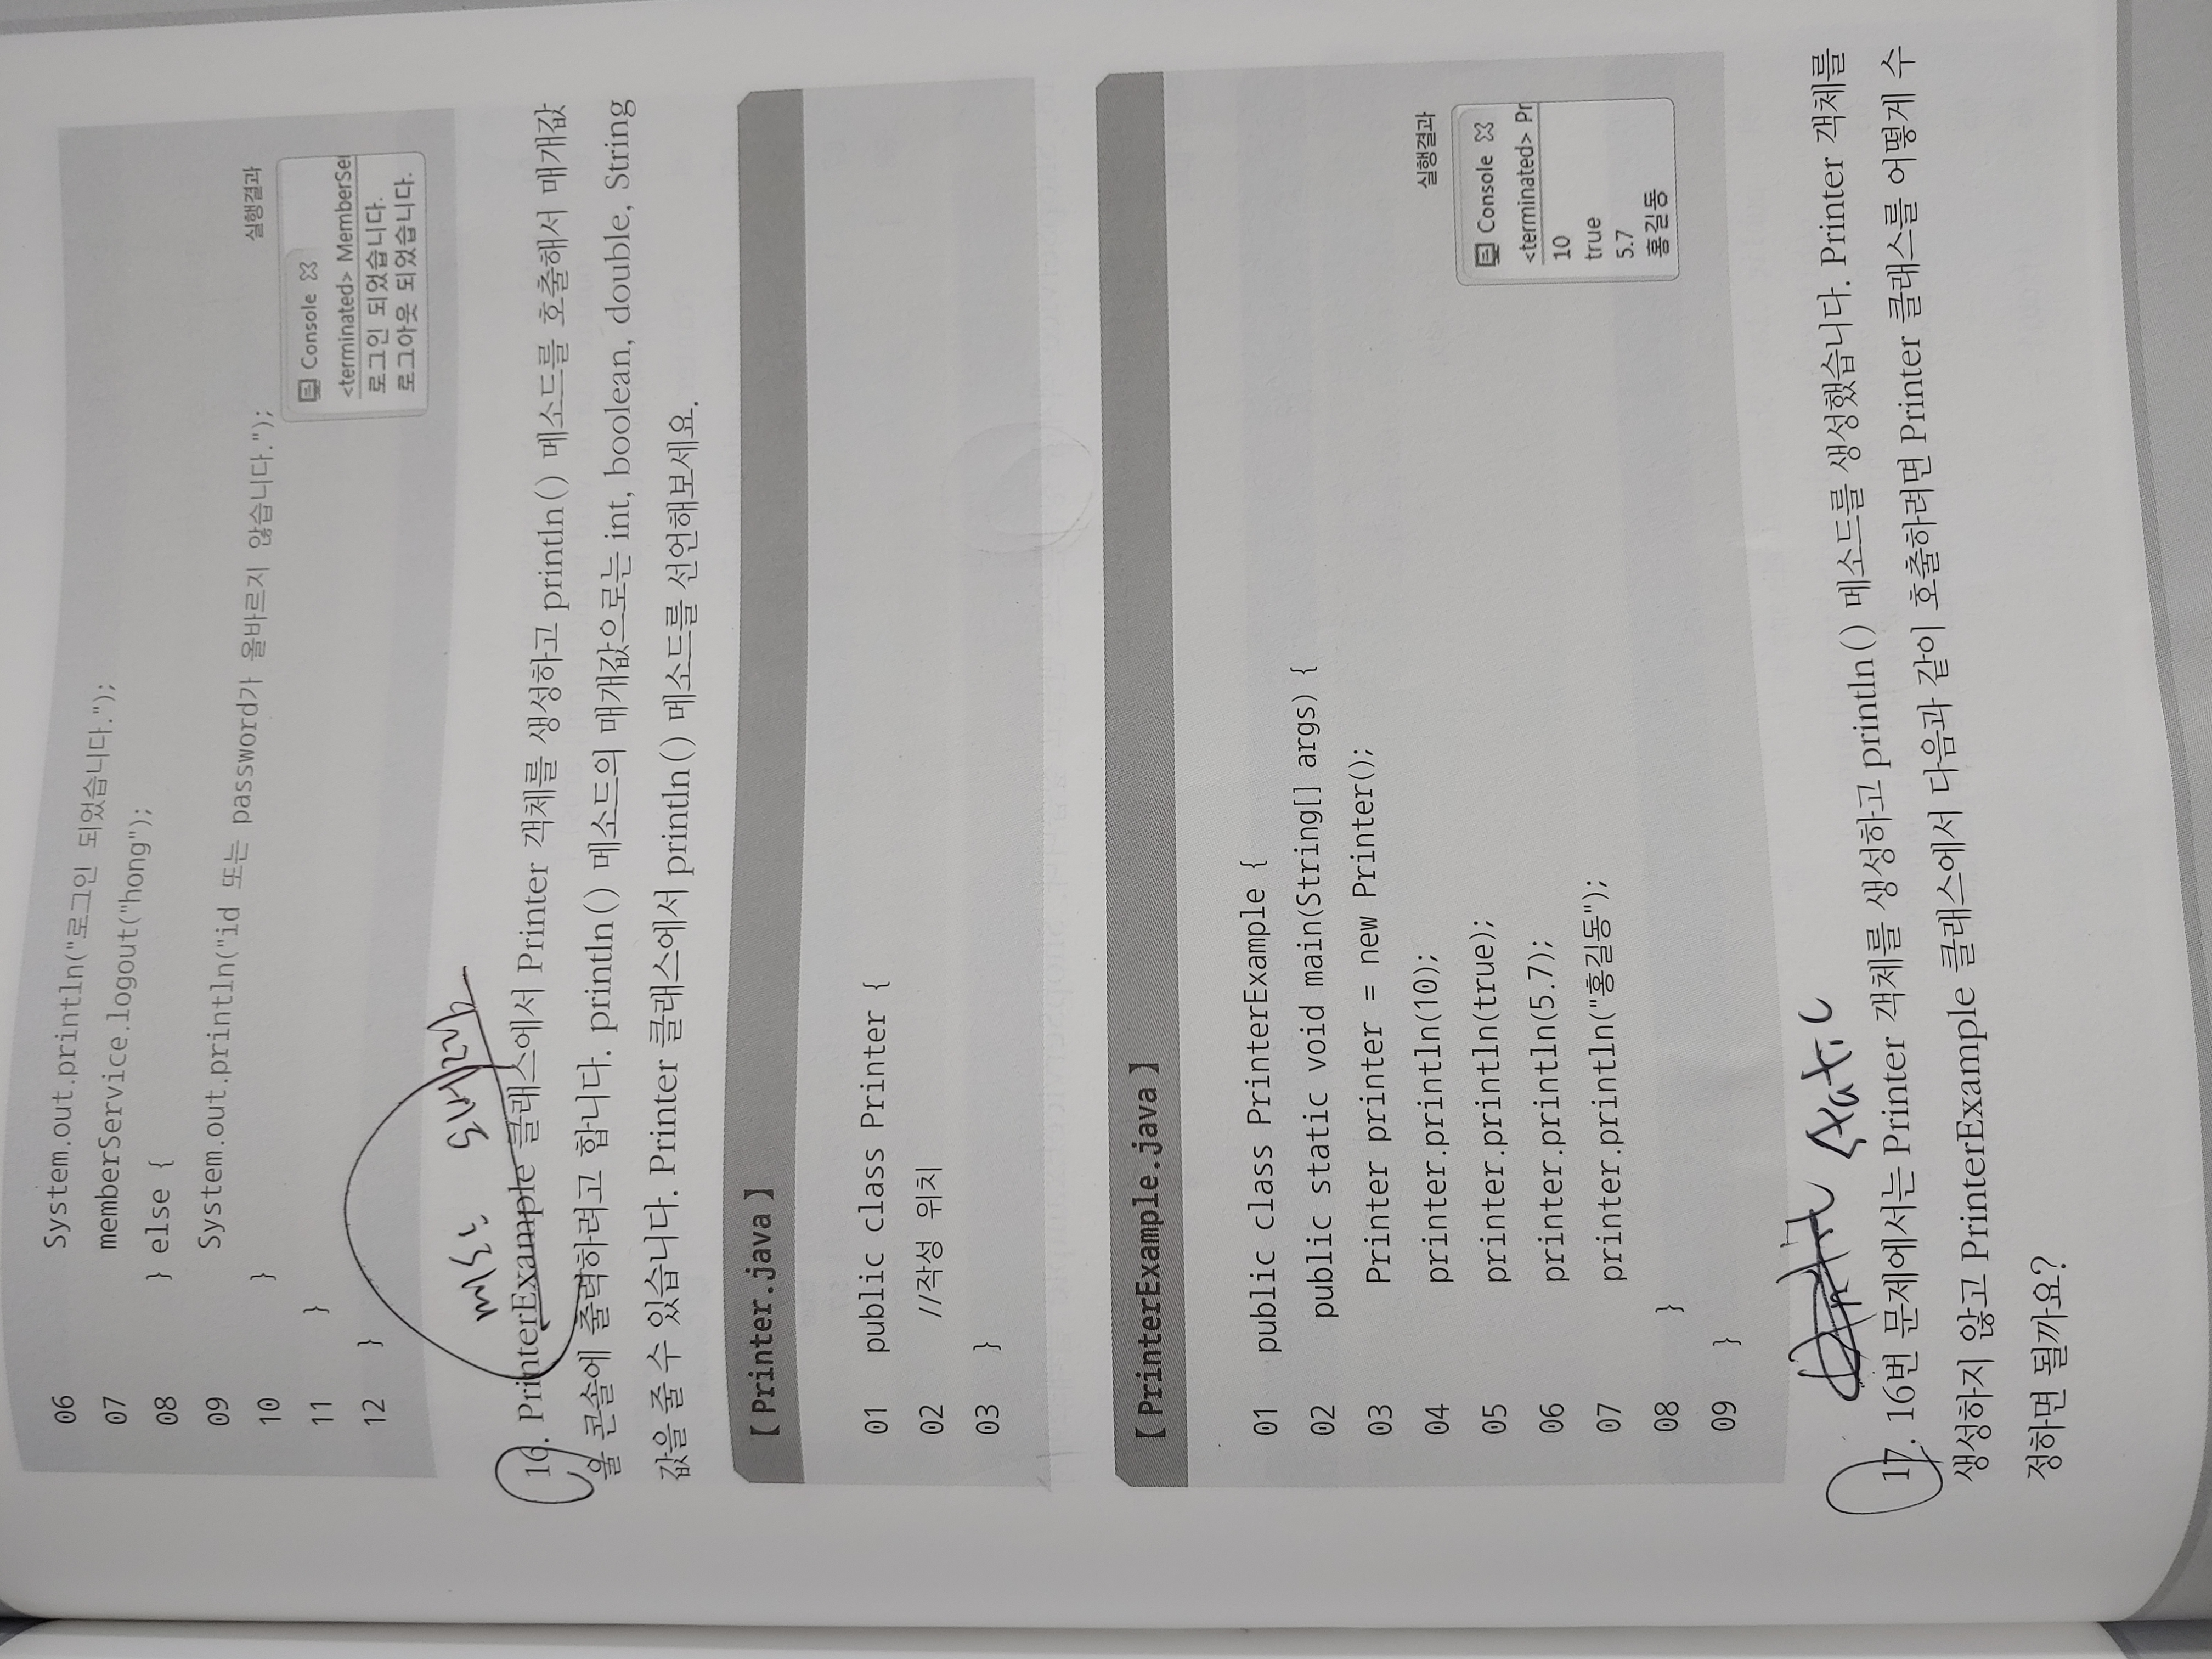 06 System.out.println("로그인 되었습니다.");
07 memberService.logout("hong");
08 } else {
09 System.out.println("id 또는 password가 올바르지 않습니다.");
10 }
11 }
12 }
실행결과
Console
<terminated> MemberSer
로그인 되었습니다.
로그아웃 되었습니다.
16. PrinterExample 클래스에서 Printer 객체를 생성하고 println() 메소드를 호출해서 매개값
을 콘솔에 출력하려고 합니다. println() 메소드의 매개값으로는 int, boolean, double, String
값을 줄 수 있습니다. Printer 클래스에서 println() 메소드를 선언해보세요.
【 Printer.java 】
01 public class Printer {
02 //작성 위치
03 }
【 PrinterExample.java 】
01 public class PrinterExample {
02 public static void main(String[] args) {
03 Printer printer = new Printer();
04 printer.println(10);
05 printer.println(true);
06 printer.println(5.7);
07 printer.println("홍길동");
08 }
09 }
실행결과
Console
<terminated> Pr
10
true
5.7
홍길동
static
17. 16번 문제에서는 Printer 객체를 생성하고 println() 메소드를 생성했습니다. Printer 객체를
생성하지 않고 PrinterExample 클래스에서 다음과 같이 호출하려면 Printer 클래스를 어떻게 수
정하면 될까요?